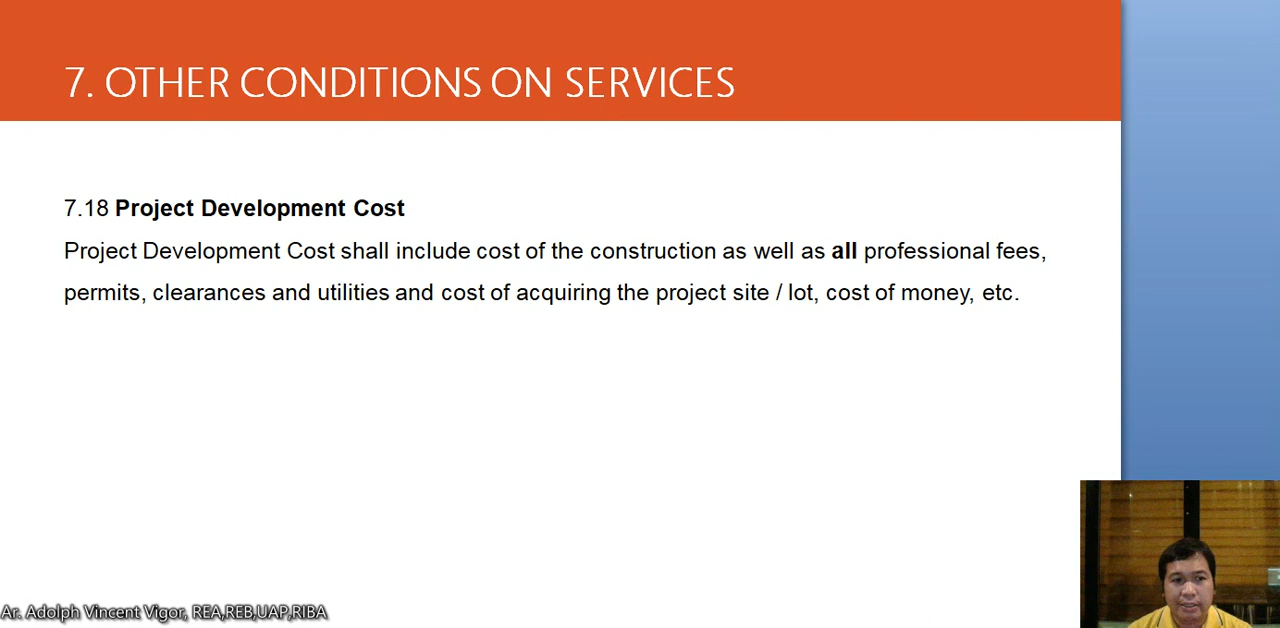 7. OTHER CONDITIONS ON SERVICES
7.18 Project Development Cost
Project Development Cost shall include cost of the construction as well as all professional fees,
permits, clearances and utilities and cost of acquiring the project site / lot, cost of money, etc.
Ar. Adolph Vincent Vigor, REA,REB,UAP,RIBA